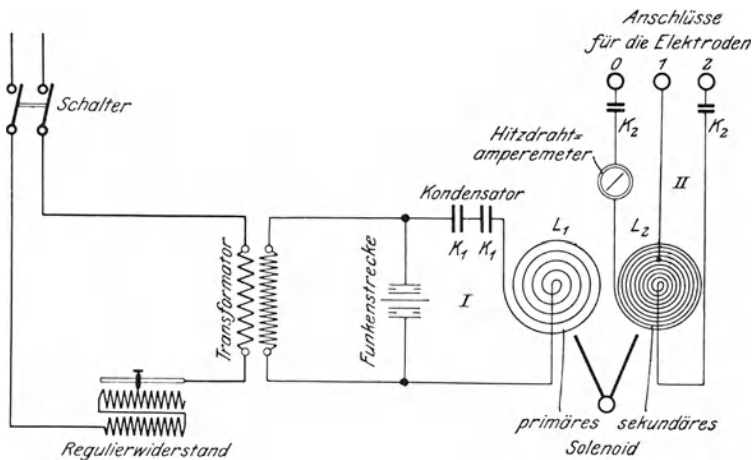 Anschlüsse
für die Elektroden
0 1 2
Schalter
K₂ K₂
Hitzdraht=
amperemeter
II
Kondensator
K₁ K₁
L₁ L₂
Transformator
Funkenstrecke
I
primäres sekundäres
Solenoid
Regulierwiderstand